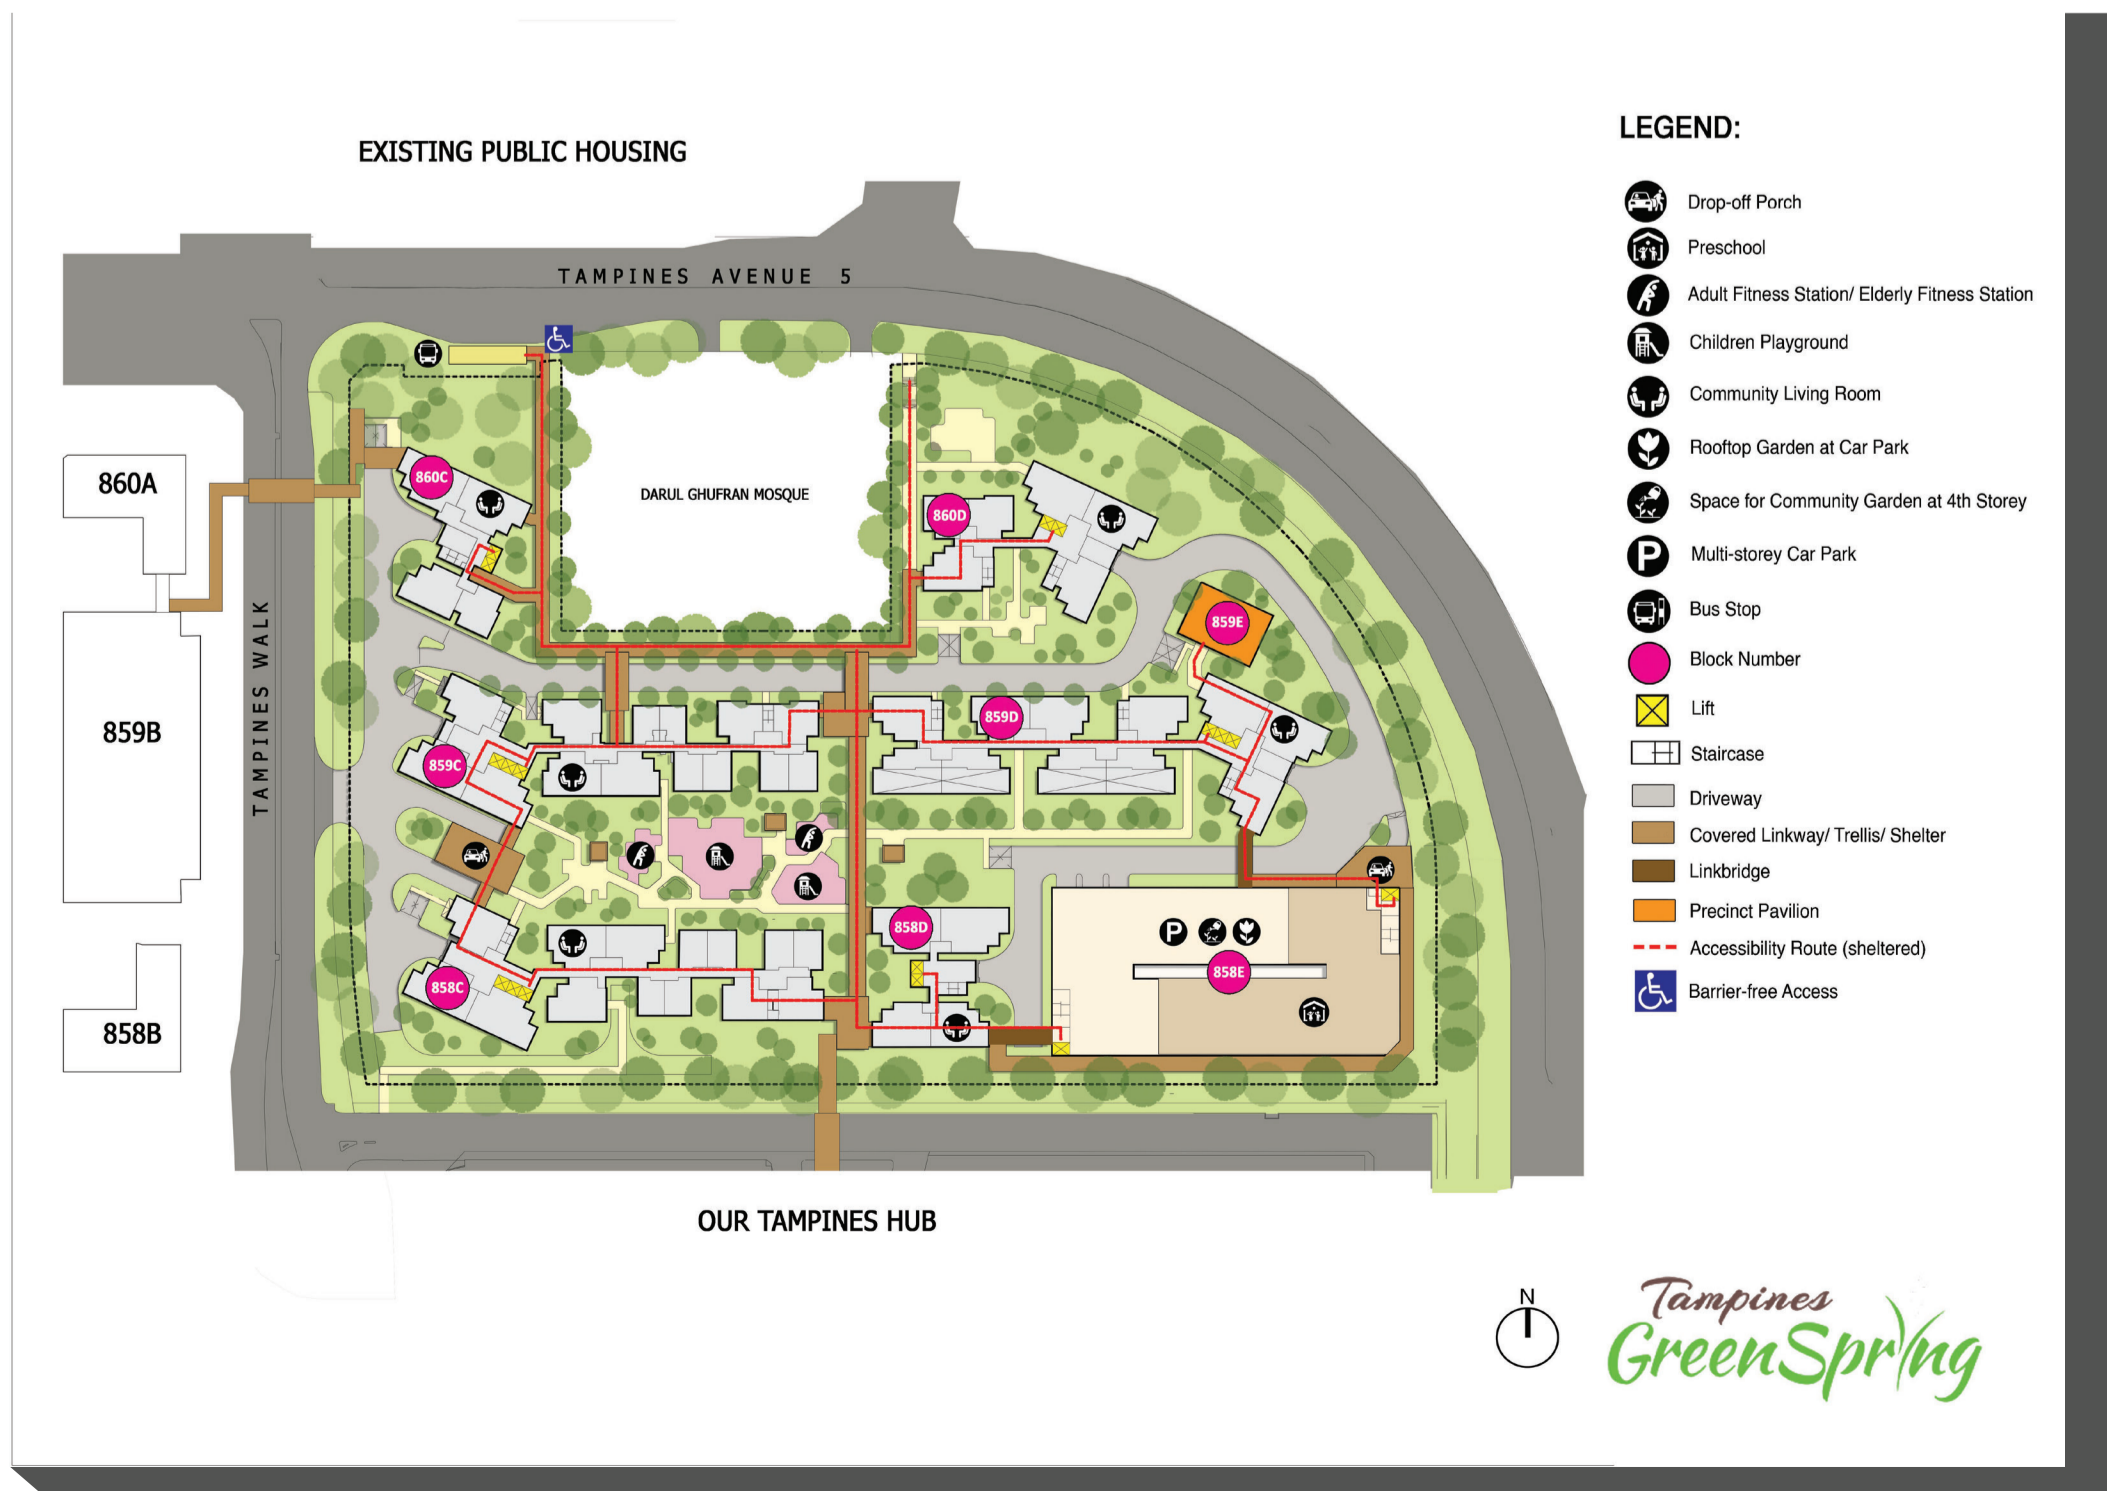 EXISTING PUBLIC HOUSING
TAMPINES AVENUE 5
860A
859B
858B
TAMPINES WALK
DARUL GHUFRAN MOSQUE
860C
860D
859E
859D
859C
858D
858C
858E
P
OUR TAMPINES HUB
LEGEND:
Drop-off Porch
Preschool
Adult Fitness Station/ Elderly Fitness Station
Children Playground
Community Living Room
Rooftop Garden at Car Park
Space for Community Garden at 4th Storey
P Multi-storey Car Park
Bus Stop
Block Number
Lift
Staircase
Driveway
Covered Linkway/ Trellis/ Shelter
Linkbridge
Precinct Pavilion
Accessibility Route (sheltered)
Barrier-free Access
N
Tampines
GreenSpring